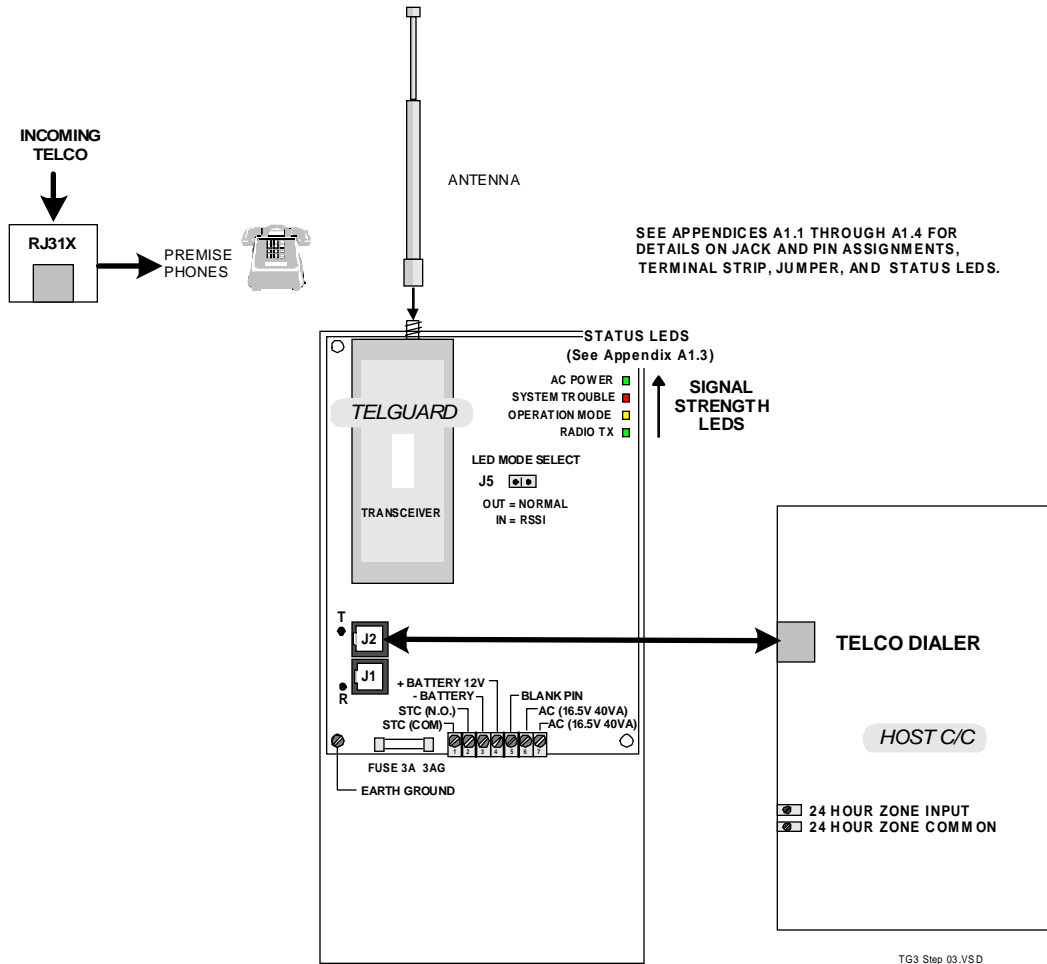 INCOMING
TELCO
RJ31X
PREMISE
PHONES
ANTENNA
SEE APPENDICES A1.1 THROUGH A1.4 FOR
DETAILS ON JACK AND PIN ASSIGNMENTS,
TERMINAL STRIP, JUMPER, AND STATUS LEDS.
STATUS LEDS
(See Appendix A1.3)
AC POWER
SYSTEM TROUBLE
OPERATION MODE
RADIO TX
SIGNAL
STRENGTH
LEDS
TELGUARD
TRANSCEIVER
LED MODE SELECT
J5
OUT = NORMAL
IN = RSSI
T
J2
J1
R
TELCO DIALER
HOST C/C
+ BATTERY 12V
- BATTERY
STC (N.O.)
STC (COM)
BLANK PIN
AC (16.5V 40VA)
AC (16.5V 40VA)
1 2 3 4 5 6 7
FUSE 3A 3AG
EARTH GROUND
24 HOUR ZONE INPUT
24 HOUR ZONE COMMON
TG3 Step 03.VSD